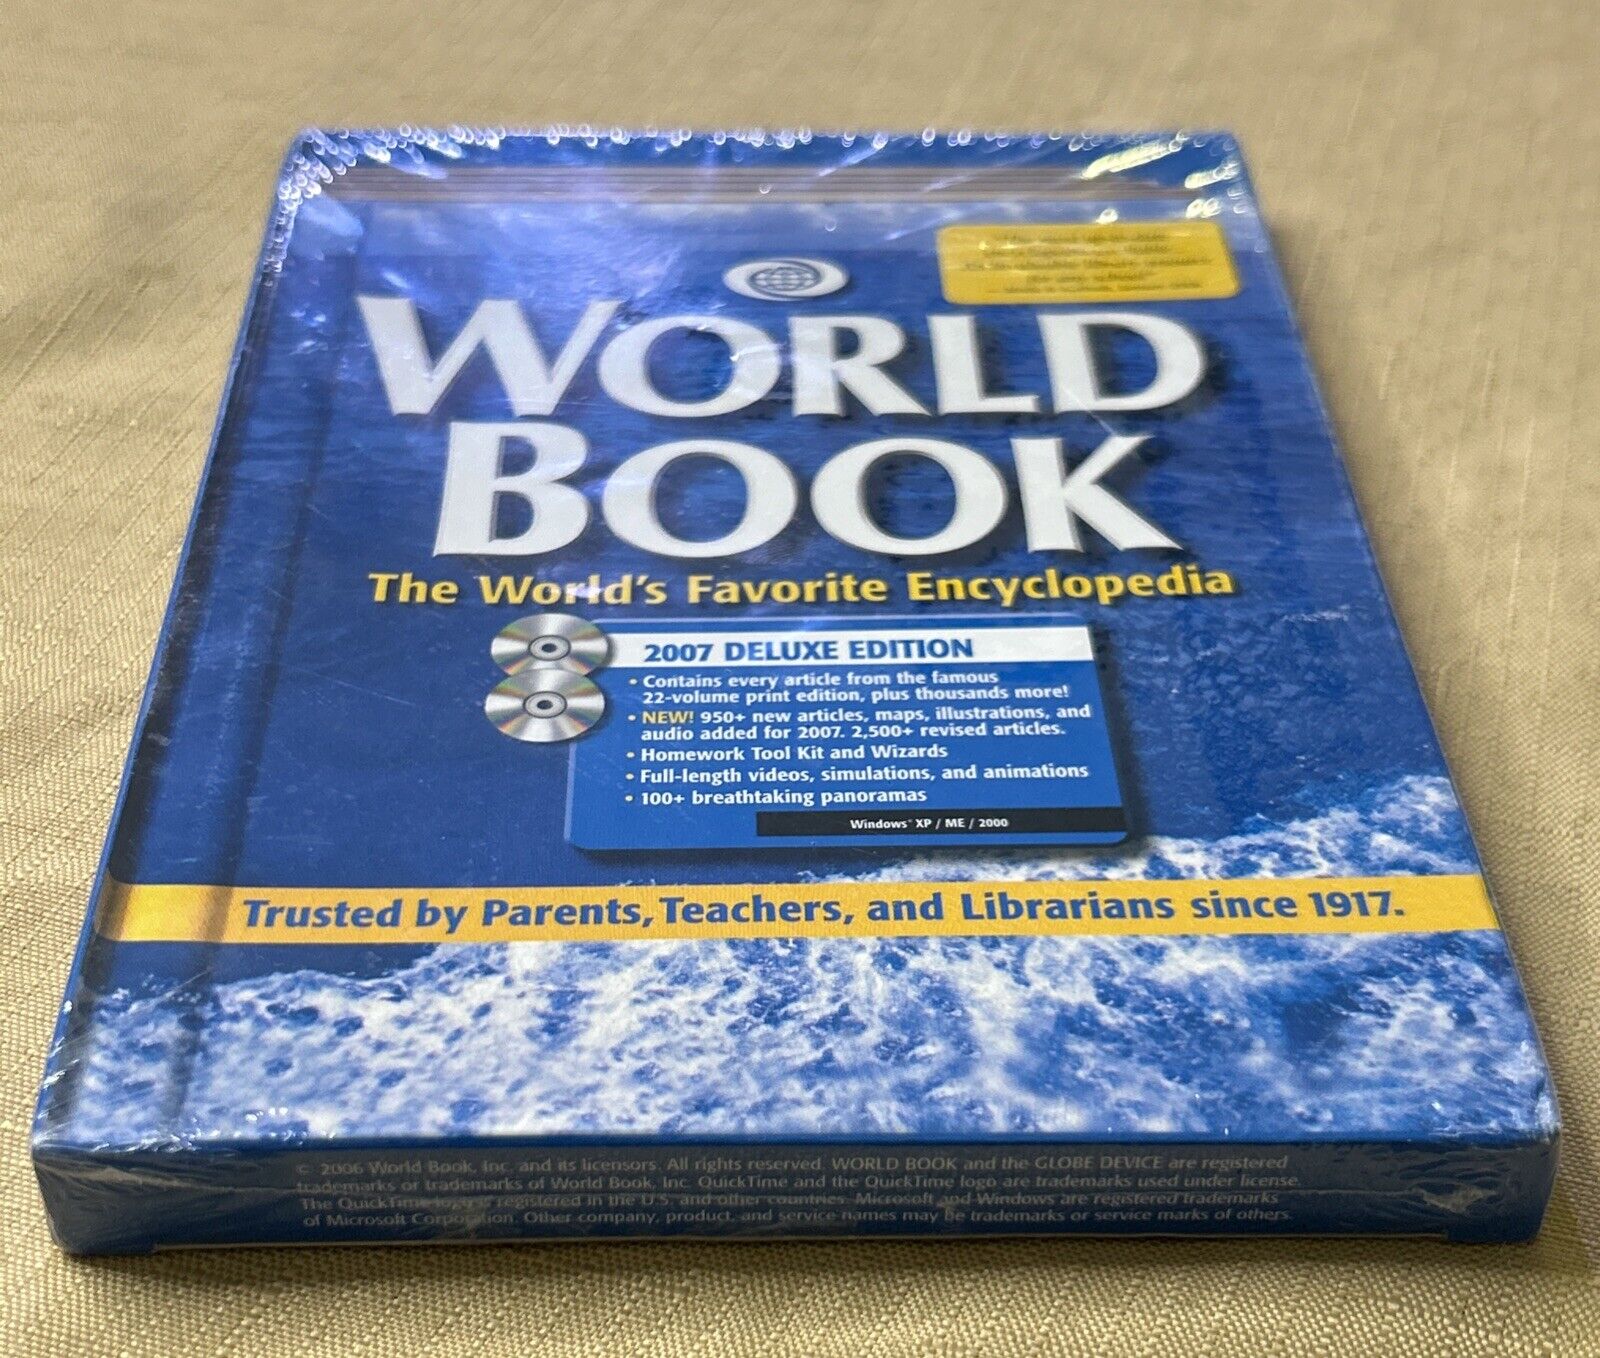 WORLD
BOOK
The World's Favorite Encyclopedia
2007 DELUXE EDITION
• Contains every article from the famous
22-volume print edition, plus thousands more!
• NEW! 950+ new articles, maps, illustrations, and
audio added for 2007. 2,500+ revised articles.
• Homework Tool Kit and Wizards
• Full-length videos, simulations, and animations
• 100+ breathtaking panoramas
Windows® XP / ME / 2000
Trusted by Parents, Teachers, and Librarians since 1917.
© 2006 World Book, Inc. and its licensors. All rights reserved. WORLD BOOK and the GLOBE DEVICE are registered
trademarks or trademarks of World Book, Inc. QuickTime and the QuickTime logo are trademarks used under license.
The QuickTime logo is registered in the U.S. and other countries. Microsoft and Windows are registered trademarks
of Microsoft Corporation. Other company, product, and service names may be trademarks or service marks of others.